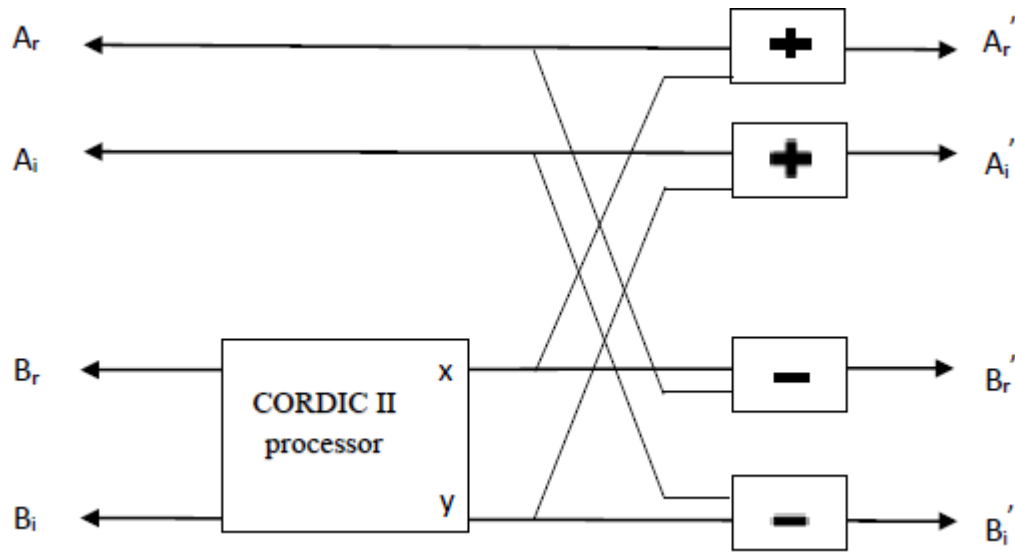 Aᵣ + Aᵣ’
Aᵢ + Aᵢ’
Bᵣ x − Bᵣ’
CORDIC II
processor
Bᵢ y − Bᵢ’